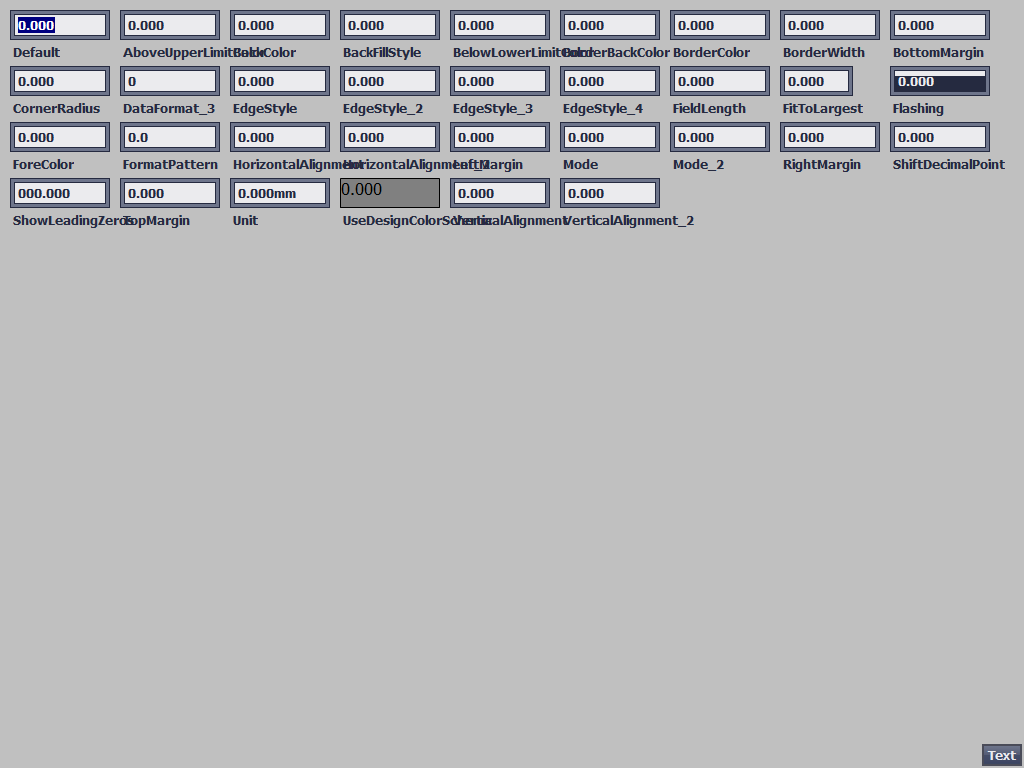 0.000 0.000 0.000 0.000 0.000 0.000 0.000 0.000 0.000
Default AboveUpperLimitColor BackColor BackFillStyle BelowLowerLimitColor BorderBackColor BorderColor BorderWidth BottomMargin
0.000 0 0.000 0.000 0.000 0.000 0.000 0.000 0.000
CornerRadius DataFormat_3 EdgeStyle EdgeStyle_2 EdgeStyle_3 EdgeStyle_4 FieldLength FitToLargest Flashing
0.000 0.0 0.000 0.000 0.000 0.000 0.000 0.000 0.000
ForeColor FormatPattern HorizontalAlignment HorizontalAlignment_2 LeftMargin Mode Mode_2 RightMargin ShiftDecimalPoint
000.000 0.000 0.000mm 0.000 0.000 0.000
ShowLeadingZeros TopMargin Unit UseDesignColorSchema VerticalAlignment VerticalAlignment_2
Text